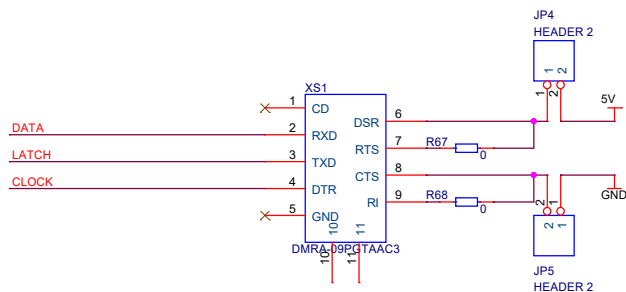 JP4
HEADER 2
1 2
1 2
5V
XS1
1 CD
DSR 6
DATA
2 RXD
RTS 7
R67
0
LATCH
3 TXD
CTS 8
CLOCK
4 DTR
RI 9
R68
0
GND
5 GND
10 11
DMRA-09PGTAAC3
10 11
2 1
2 1
JP5
HEADER 2